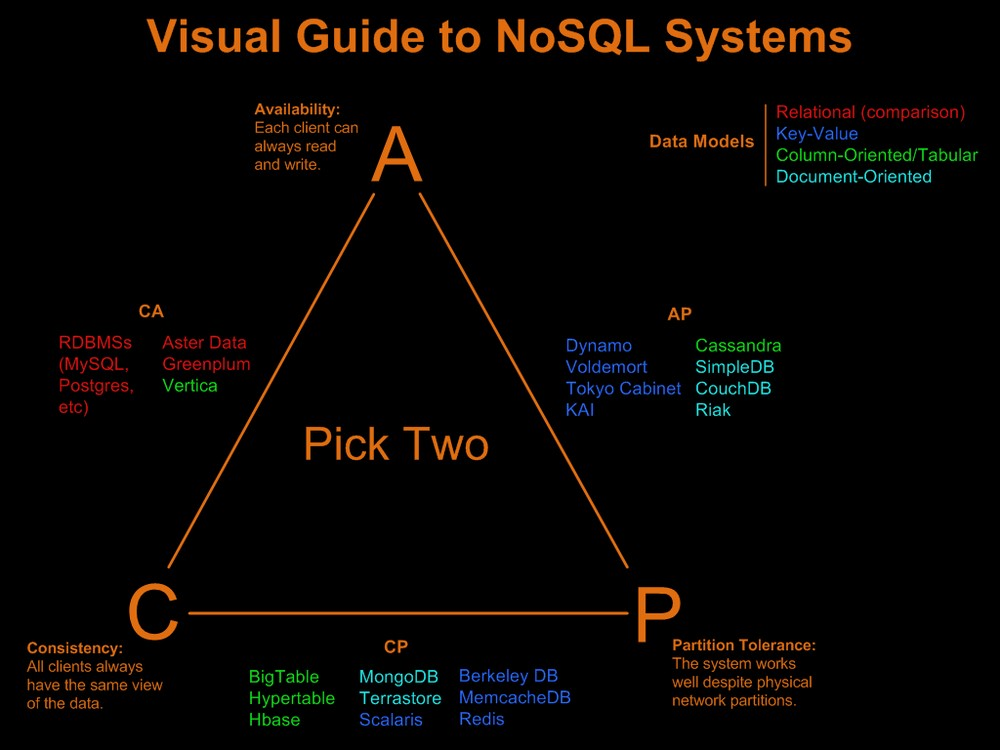 Visual Guide to NoSQL Systems
Availability:
Each client can
always read
and write.
A
Data Models
Relational (comparison)
Key-Value
Column-Oriented/Tabular
Document-Oriented
CA
RDBMSs
(MySQL,
Postgres,
etc)
Aster Data
Greenplum
Vertica
AP
Dynamo
Voldemort
Tokyo Cabinet
KAI
Cassandra
SimpleDB
CouchDB
Riak
Pick Two
C
Consistency:
All clients always
have the same view
of the data.
P
Partition Tolerance:
The system works
well despite physical
network partitions.
CP
BigTable
Hypertable
Hbase
MongoDB
Terrastore
Scalaris
Berkeley DB
MemcacheDB
Redis